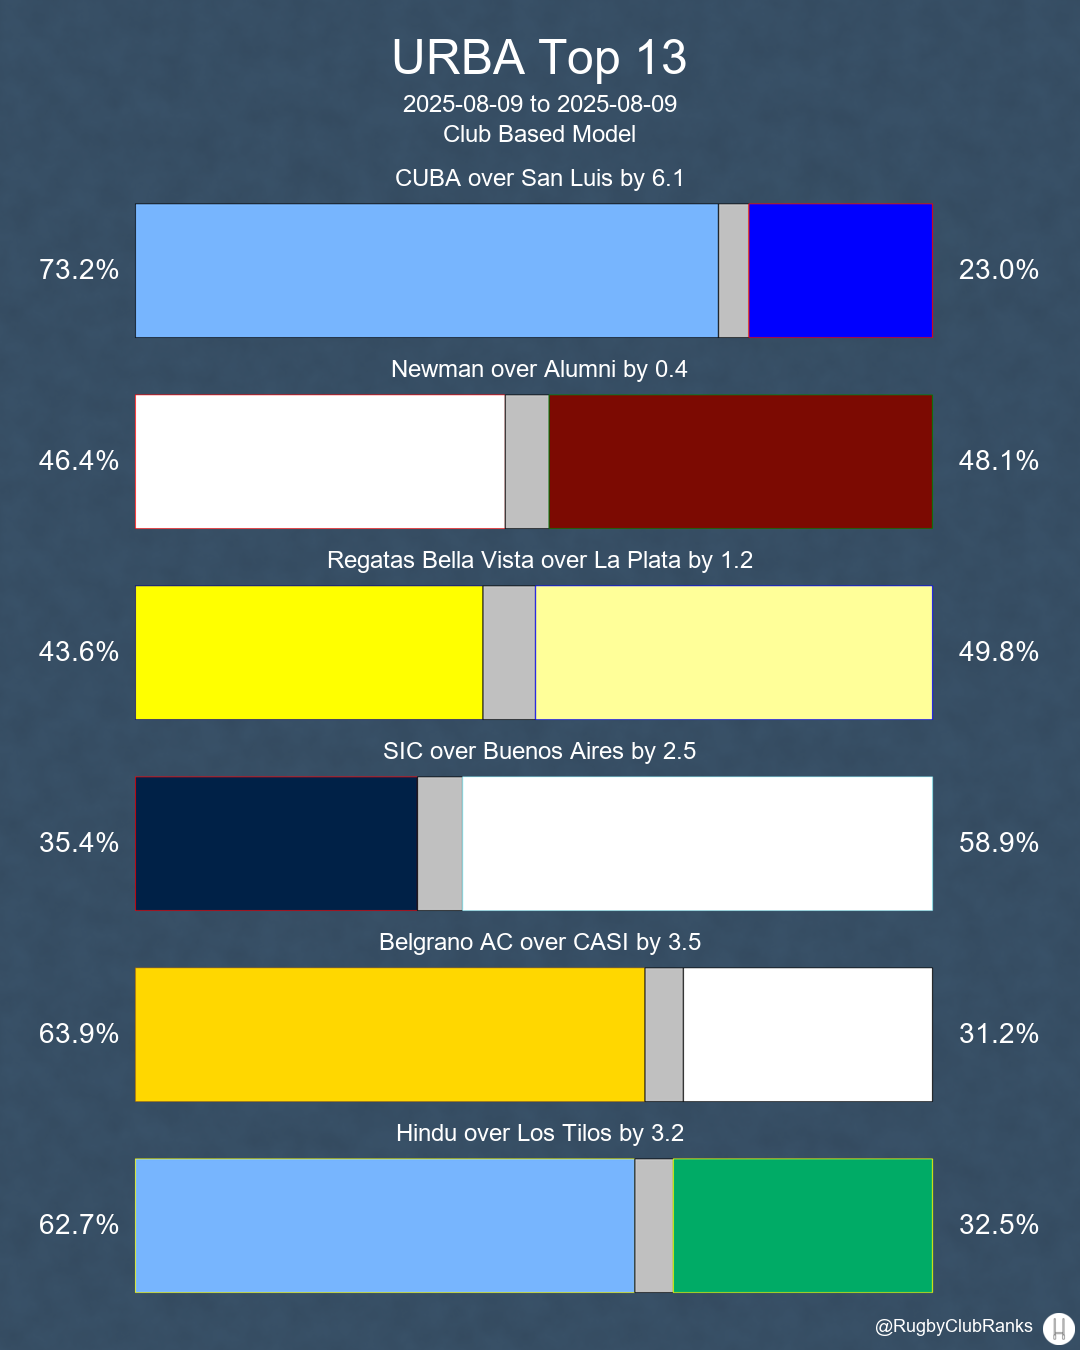 URBA Top 13
2025-08-09 to 2025-08-09
Club Based Model
CUBA over San Luis by 6.1
73.2%
23.0%
Newman over Alumni by 0.4
46.4%
48.1%
Regatas Bella Vista over La Plata by 1.2
43.6%
49.8%
SIC over Buenos Aires by 2.5
35.4%
58.9%
Belgrano AC over CASI by 3.5
63.9%
31.2%
Hindu over Los Tilos by 3.2
62.7%
32.5%
@RugbyClubRanks